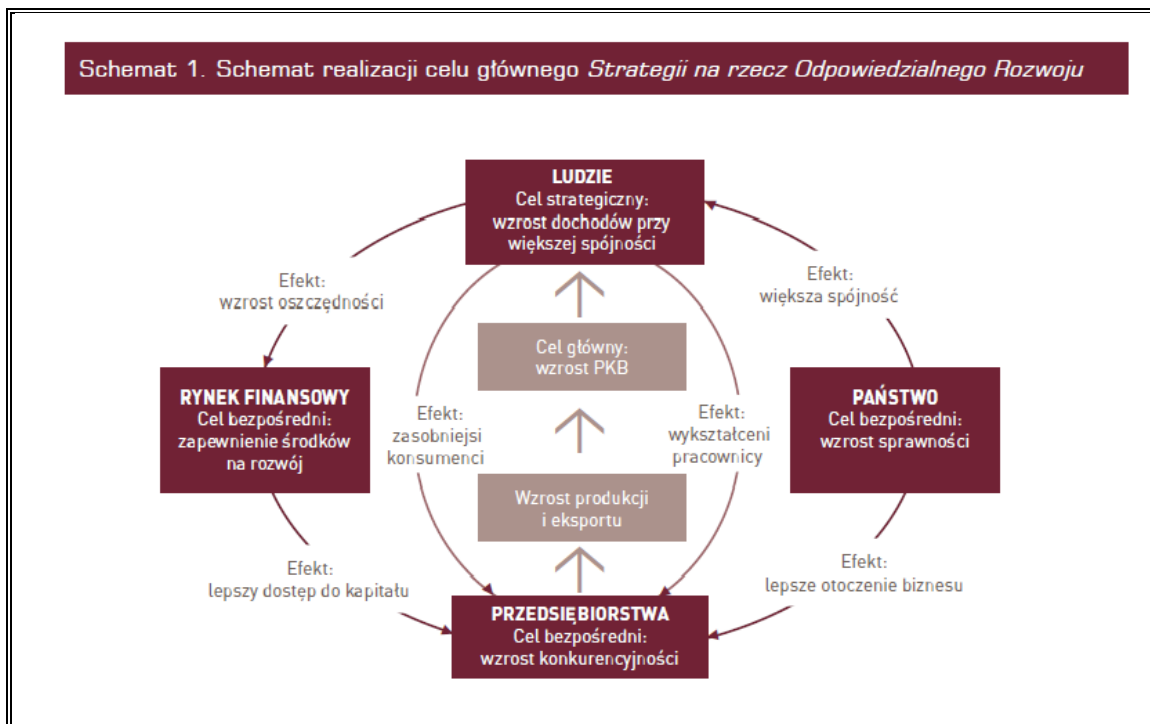 Schemat 1. Schemat realizacji celu głównego Strategii na rzecz Odpowiedzialnego Rozwoju
LUDZIE
Cel strategiczny:
wzrost dochodów przy
większej spójności
Efekt:
wzrost oszczędności
Efekt:
większa spójność
Cel główny:
wzrost PKB
RYNEK FINANSOWY
Cel bezpośredni:
zapewnienie środków
na rozwój
Efekt:
zasobniejsi
konsumenci
Efekt:
wykształceni
pracownicy
PAŃSTWO
Cel bezpośredni:
wzrost sprawności
Wzrost produkcji
i eksportu
Efekt:
lepszy dostęp do kapitału
Efekt:
lepsze otoczenie biznesu
PRZEDSIĘBIORSTWA
Cel bezpośredni:
wzrost konkurencyjności